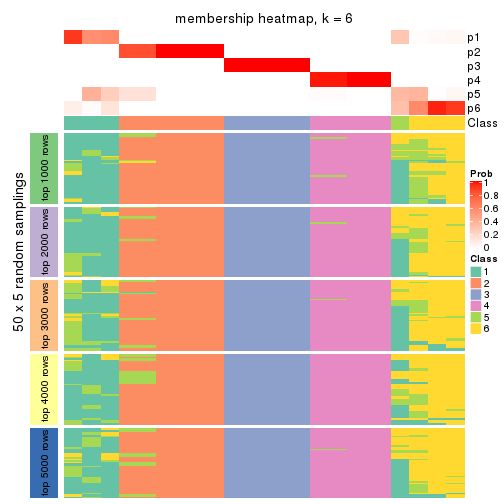 membership heatmap, k = 6
p1
p2
p3
p4
p5
p6
Class
50 x 5 random samplings
top 1000 rows
top 2000 rows
top 3000 rows
top 4000 rows
top 5000 rows
Prob
1
0.8
0.6
0.4
0.2
0
Class
1
2
3
4
5
6